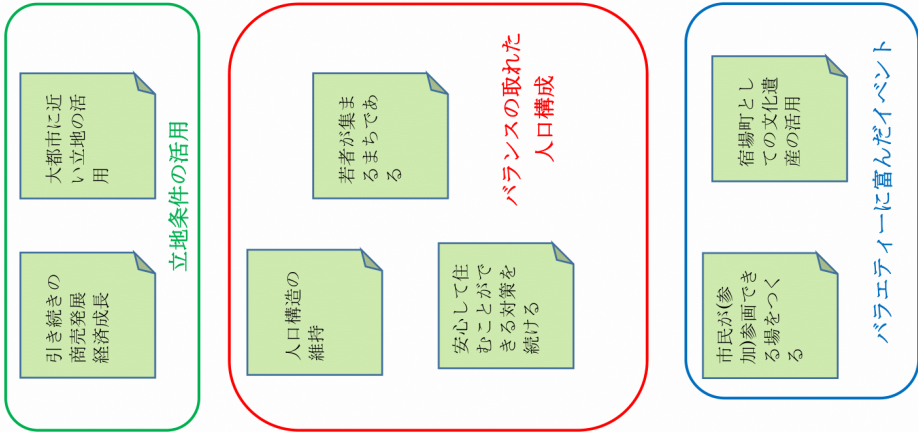 立地条件の活用
引き続きの
商売発展
経済成長
大都市に近
い立地の活
用
バランスの取れた
人口構成
人口構造の
維持
若者が集ま
るまちであ
る
安心して住
むことがで
きる対策を
続ける
バラエティーに富んだイベント
市民が(参
加)参画でき
る場をつく
る
宿場町とし
ての文化遺
産の活用